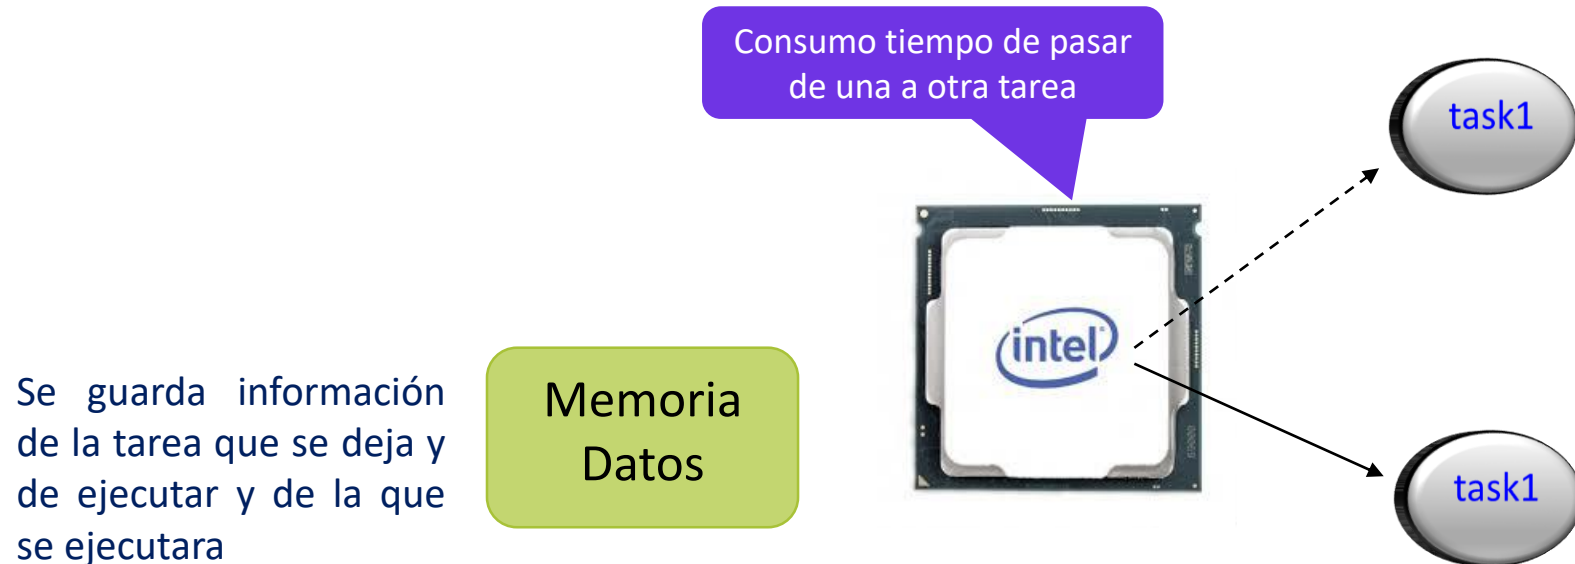 Consumo tiempo de pasar
de una a otra tarea
task1
intel
Se guarda información
de la tarea que se deja y
de ejecutar y de la que
se ejecutara
Memoria
Datos
task1